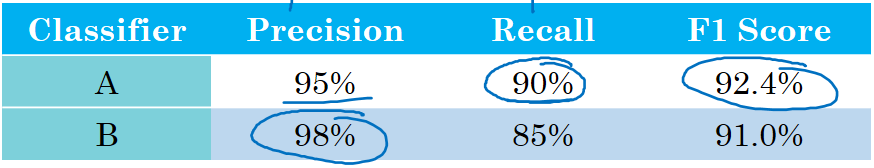 Classifier Precision Recall F1 Score
A 95% 90% 92.4%
B 98% 85% 91.0%